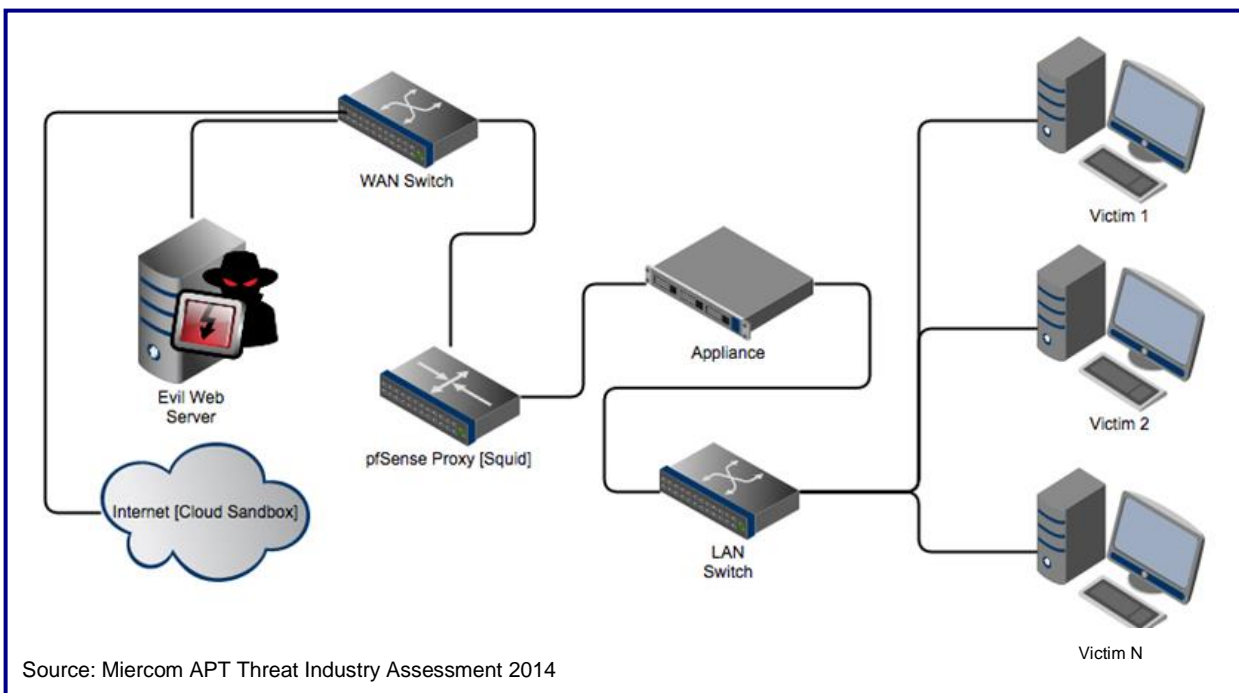 WAN Switch
Evil Web
Server
Internet [Cloud Sandbox]
pfSense Proxy [Squid]
Appliance
LAN
Switch
Victim 1
Victim 2
Victim N
Source: Miercom APT Threat Industry Assessment 2014